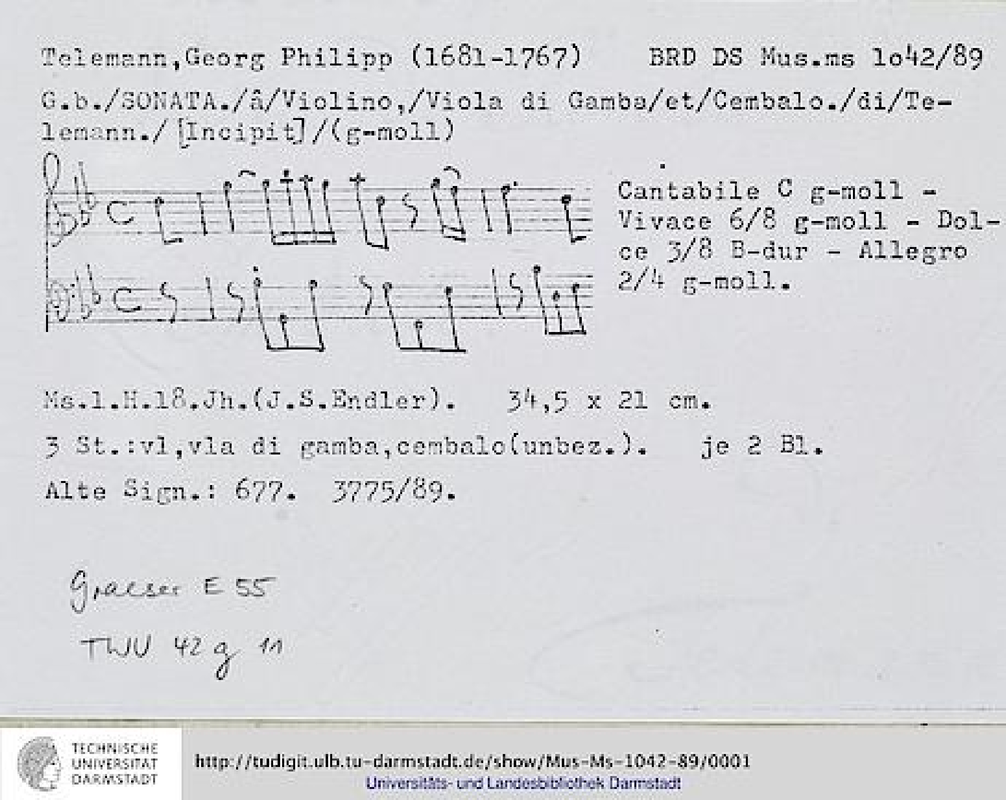 Telemann,Georg Philipp (1681-1767) BRD DS Mus.ms 1o42/89
G.b./SONATA./â/Violino,/Viola di Gamba/et/Cembalo./di/Te-
lemann./ [Incipit]/(g-moll)
Cantabile C g-moll -
Vivace 6/8 g-moll - Dol-
ce 3/8 B-dur - Allegro
2/4 g-moll.
Ms.1.H.18.Jh.(J.S.Endler). 34,5 x 21 cm.
3 St.:vl,vla di gamba,cembalo(unbez.). je 2 Bl.
Alte Sign.: 677. 3775/89.
Graeser E 55
TWV 42 g 11
TECHNISCHE
UNIVERSITÄT
DARMSTADT
http://tudigit.ulb.tu-darmstadt.de/show/Mus-Ms-1042-89/0001
Universitäts- und Landesbibliothek Darmstadt